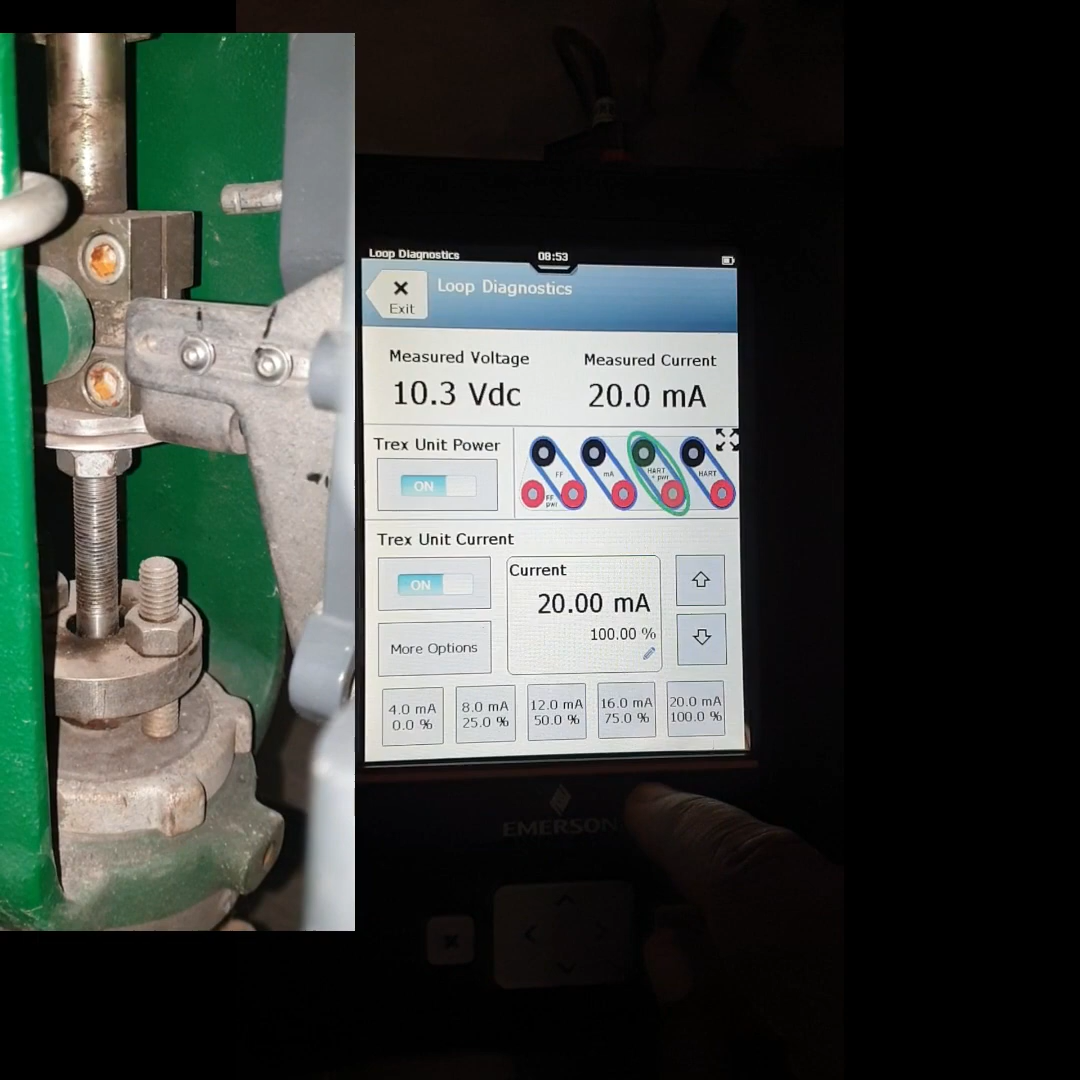 Loop Diagnostics
08:53
Exit
Loop Diagnostics
Measured Voltage
Measured Current
10.3 Vdc
20.0 mA
Trex Unit Power
ON
FF
FF
pwr
mA
HART
+ pwr
HART
Trex Unit Current
ON
Current
20.00 mA
100.00 %
More Options
4.0 mA
0.0 %
8.0 mA
25.0 %
12.0 mA
50.0 %
16.0 mA
75.0 %
20.0 mA
100.0 %
EMERSON